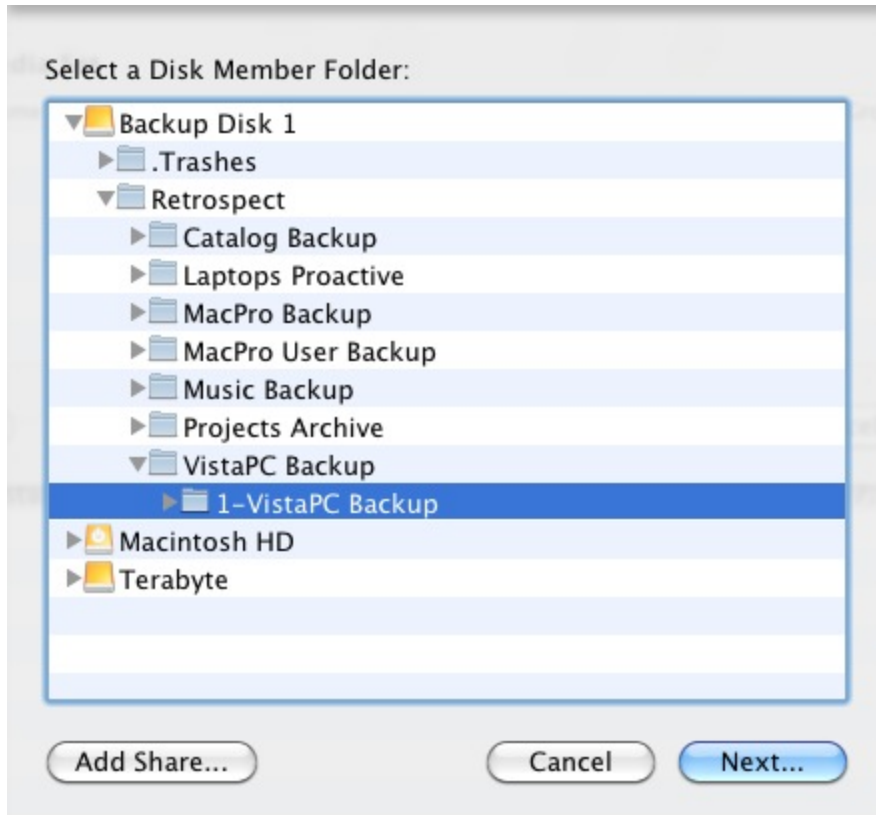 Select a Disk Member Folder:
Backup Disk 1
.Trashes
Retrospect
Catalog Backup
Laptops Proactive
MacPro Backup
MacPro User Backup
Music Backup
Projects Archive
VistaPC Backup
1-VistaPC Backup
Macintosh HD
Terabyte
Add Share... Cancel Next...